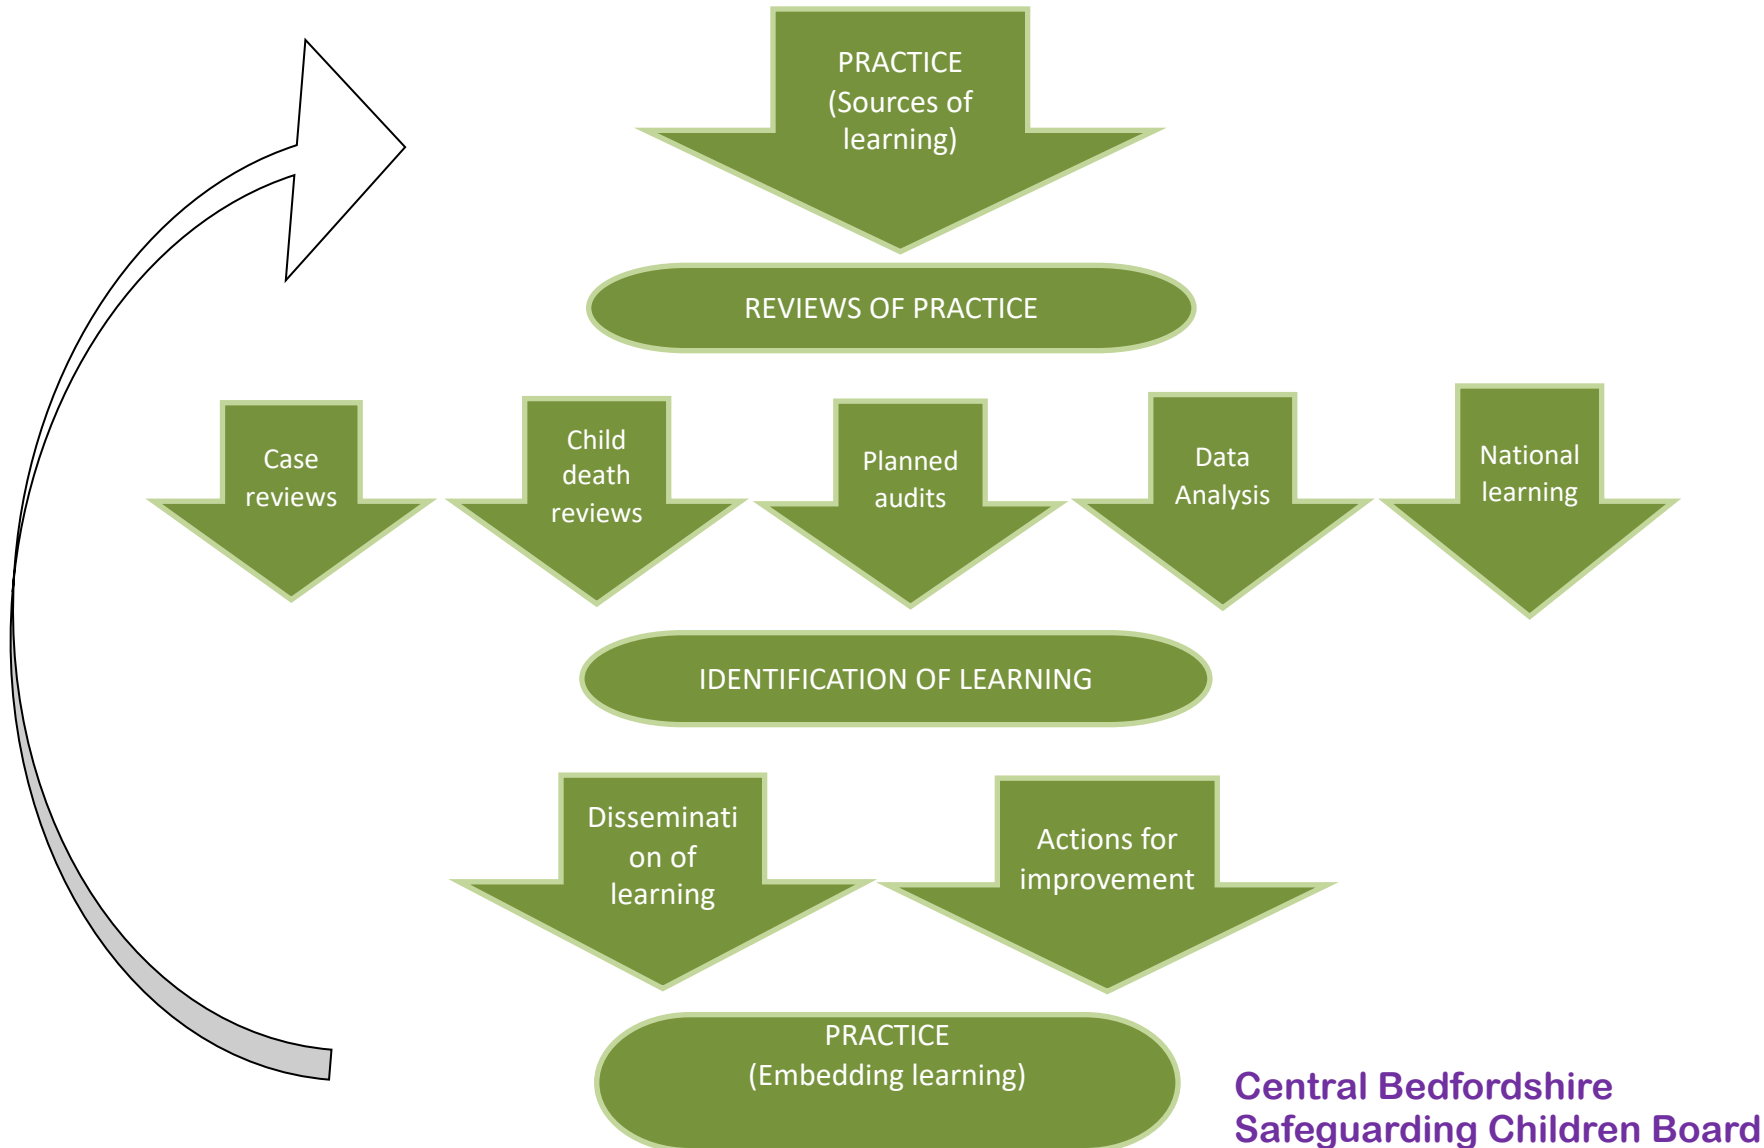 PRACTICE
(Sources of
learning)
REVIEWS OF PRACTICE
Case
reviews
Child
death
reviews
Planned
audits
Data
Analysis
National
learning
IDENTIFICATION OF LEARNING
Disseminati
on of
learning
Actions for
improvement
PRACTICE
(Embedding learning)
Central Bedfordshire
Safeguarding Children Board